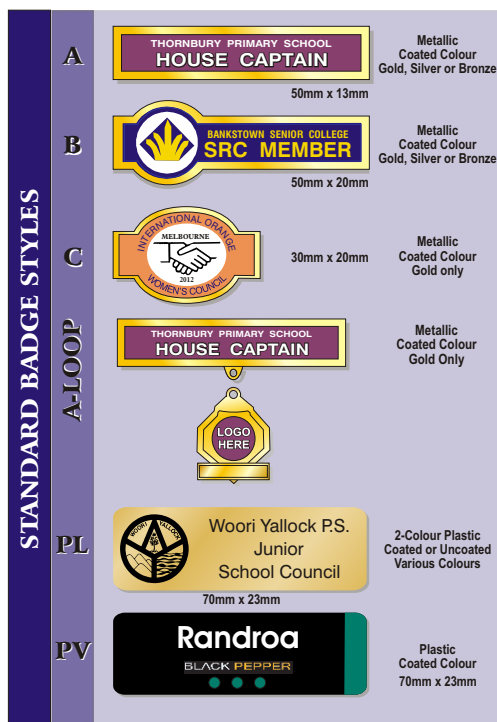 STANDARD BADGE STYLES
A
THORNBURY PRIMARY SCHOOL
HOUSE CAPTAIN
Metallic
Coated Colour
Gold, Silver or Bronze
50mm x 13mm
B
BANKSTOWN SENIOR COLLEGE
SRC MEMBER
Metallic
Coated Colour
Gold, Silver or Bronze
50mm x 20mm
C
INTERNATIONAL ORANGE
MELBOURNE
2012
WOMEN'S COUNCIL
30mm x 20mm
Metallic
Coated Colour
Gold only
A-LOOP
THORNBURY PRIMARY SCHOOL
HOUSE CAPTAIN
LOGO
HERE
Metallic
Coated Colour
Gold Only
PL
WOORI YALLOCK
Woori Yallock P.S.
Junior
School Council
2-Colour Plastic
Coated or Uncoated
Various Colours
70mm x 23mm
PV
Randroa
BLACK PEPPER
Plastic
Coated Colour
70mm x 23mm